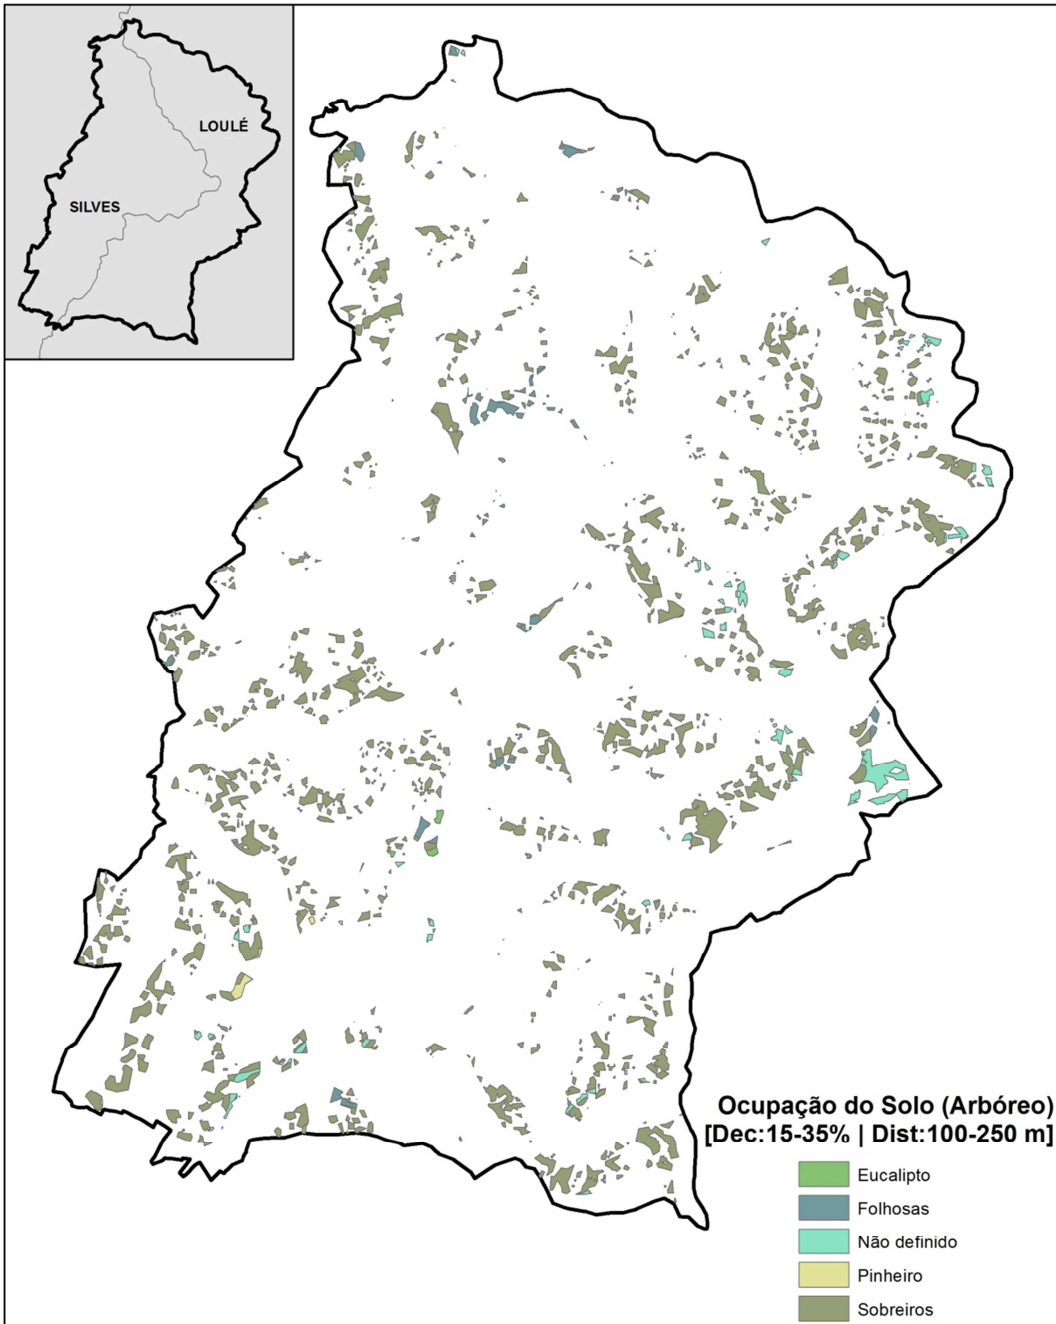 LOULÉ
SILVES
Ocupação do Solo (Arbóreo)
[Dec:15-35% | Dist:100-250 m]
Eucalipto
Folhosas
Não definido
Pinheiro
Sobreiros